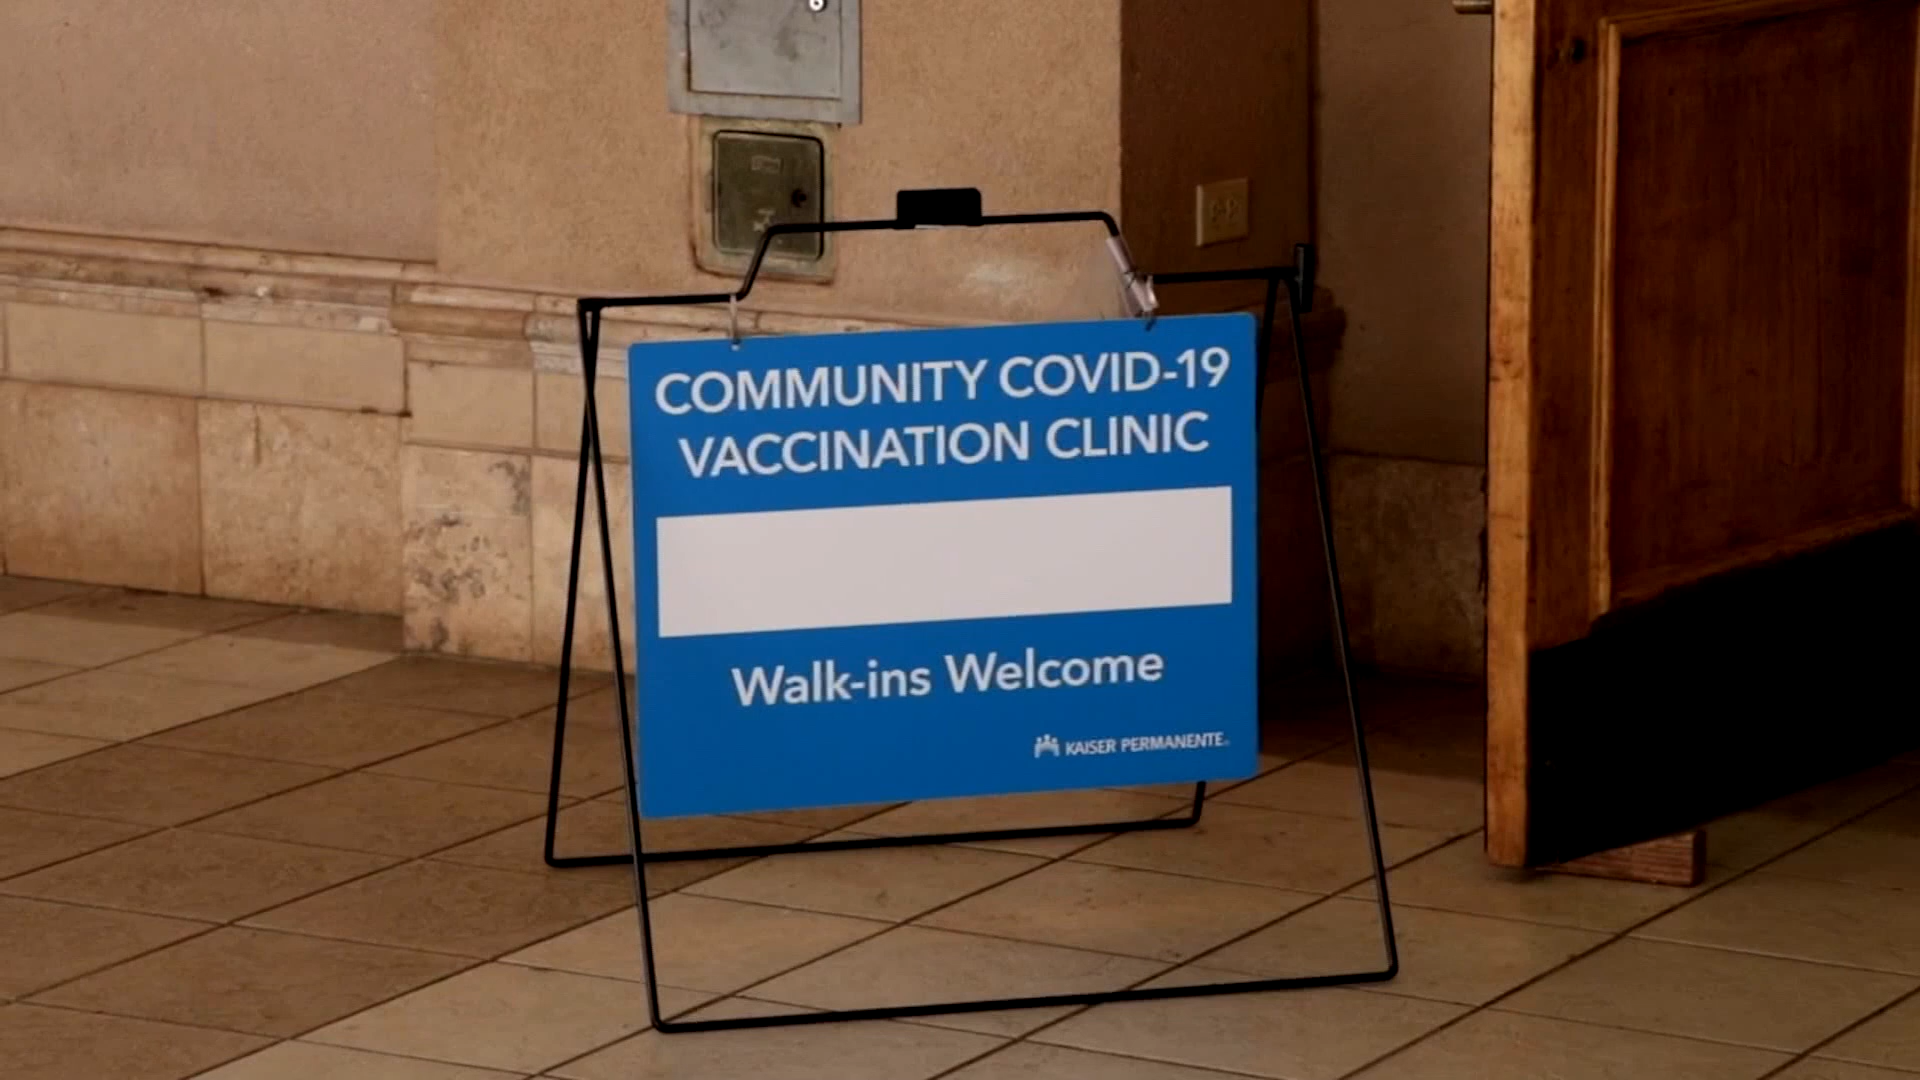 COMMUNITY COVID-19
VACCINATION CLINIC
Walk-ins Welcome
KAISER PERMANENTE®